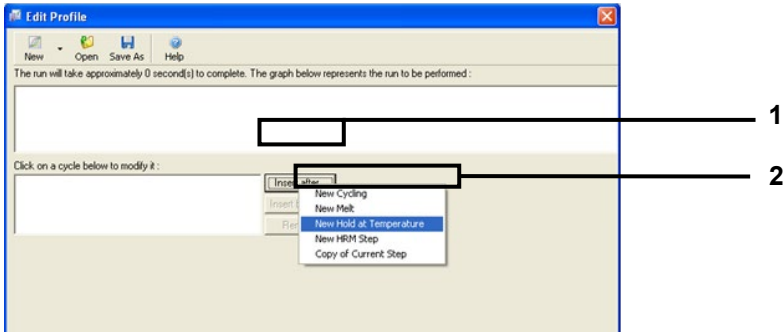 Edit Profile
New Open Save As Help
The run will take approximately 0 second(s) to complete. The graph below represents the run to be performed :
1
Click on a cycle below to modify it :
2
New Cycling
Insert
New Melt
New Hold at Temperature
New HRM Step
Copy of Current Step